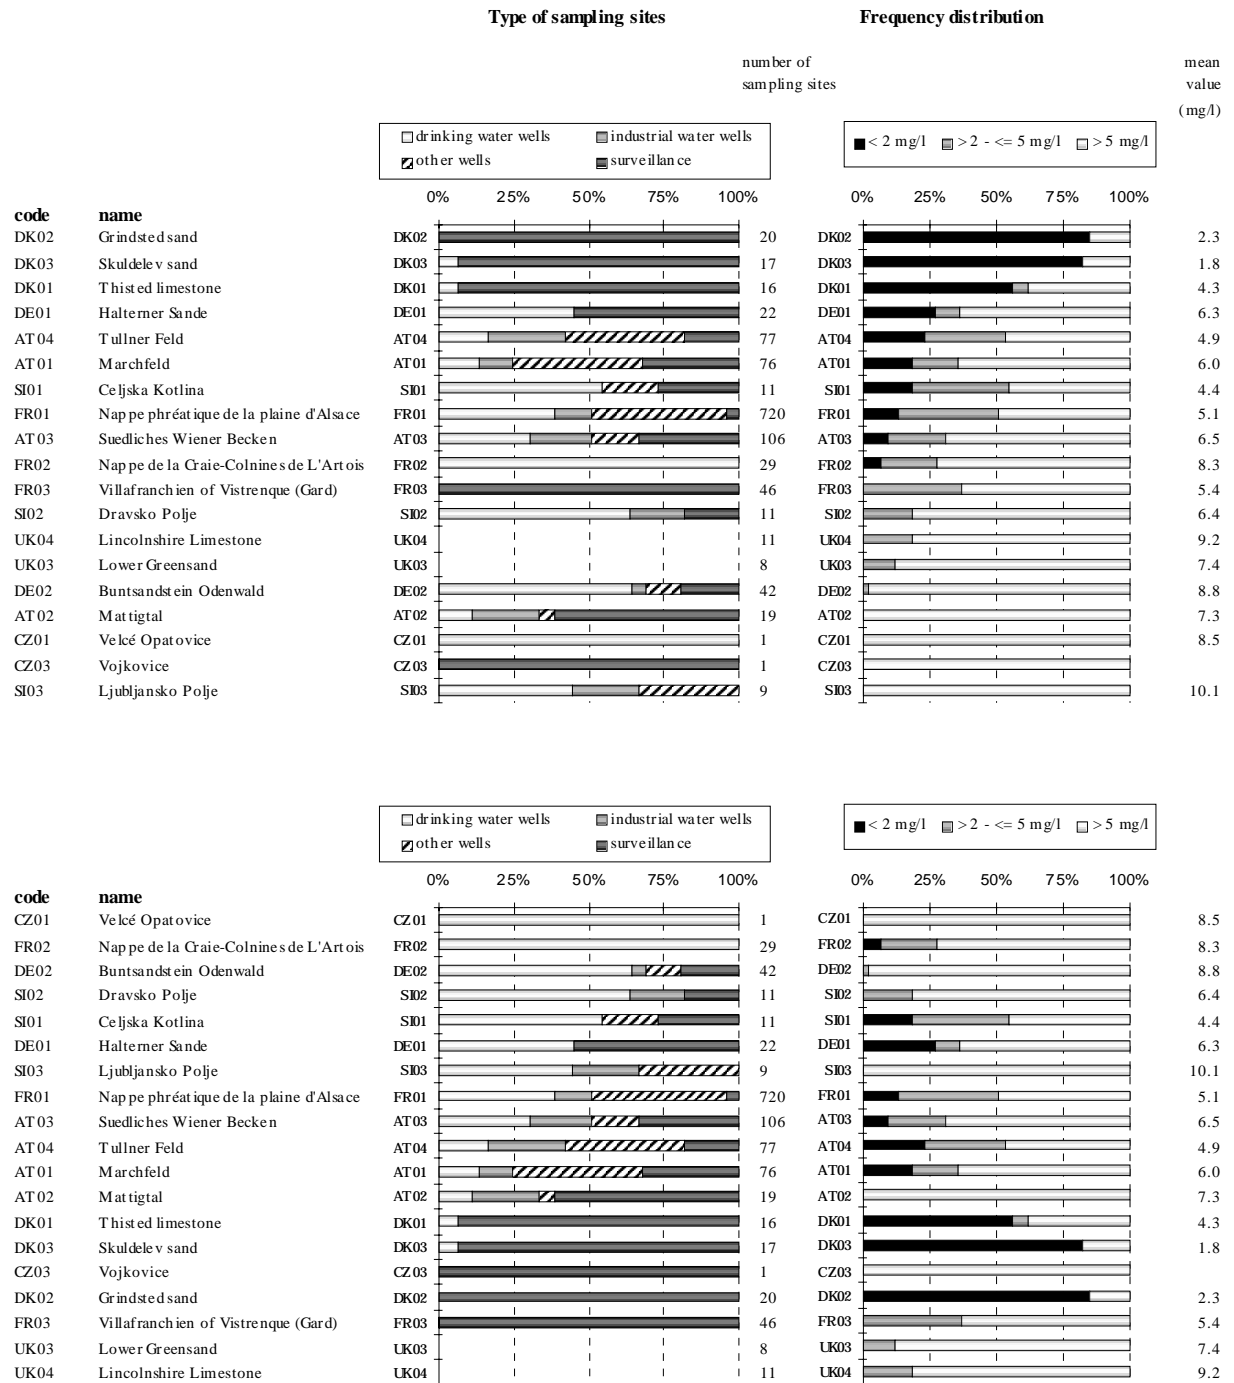 Type of sampling sites Frequency distribution
number of mean
sampling sites value
(mg/l)
drinking water wells industrial water wells < 2 mg/l > 2 - <= 5 mg/l > 5 mg/l
other wells surveillance
0% 25% 50% 75% 100% 0% 25% 50% 75% 100%
code name
DK02 Grindsted sand DK02 20 DK02 2.3
DK03 Skuldelev sand DK03 17 DK03 1.8
DK01 Thisted limestone DK01 16 DK01 4.3
DE01 Halterner Sande DE01 22 DE01 6.3
AT04 Tullner Feld AT04 77 AT04 4.9
AT01 Marchfeld AT01 76 AT01 6.0
SI01 Celjska Kotlina SI01 11 SI01 4.4
FR01 Nappe phréatique de la plaine d'Alsace FR01 720 FR01 5.1
AT03 Suedliches Wiener Becken AT03 106 AT03 6.5
FR02 Nappe de la Craie-Colnines de L'Artois FR02 29 FR02 8.3
FR03 Villafranchien of Vistrenque (Gard) FR03 46 FR03 5.4
SI02 Dravsko Polje SI02 11 SI02 6.4
UK04 Lincolnshire Limestone UK04 11 UK04 9.2
UK03 Lower Greensand UK03 8 UK03 7.4
DE02 Buntsandstein Odenwald DE02 42 DE02 8.8
AT02 Mattigtal AT02 19 AT02 7.3
CZ01 Velcé Opatovice CZ01 1 CZ01 8.5
CZ03 Vojkovice CZ03 1 CZ03
SI03 Ljubljansko Polje SI03 9 SI03 10.1
drinking water wells industrial water wells < 2 mg/l > 2 - <= 5 mg/l > 5 mg/l
other wells surveillance
0% 25% 50% 75% 100% 0% 25% 50% 75% 100%
code name
CZ01 Velcé Opatovice CZ01 1 CZ01 8.5
FR02 Nappe de la Craie-Colnines de L'Artois FR02 29 FR02 8.3
DE02 Buntsandstein Odenwald DE02 42 DE02 8.8
SI02 Dravsko Polje SI02 11 SI02 6.4
SI01 Celjska Kotlina SI01 11 SI01 4.4
DE01 Halterner Sande DE01 22 DE01 6.3
SI03 Ljubljansko Polje SI03 9 SI03 10.1
FR01 Nappe phréatique de la plaine d'Alsace FR01 720 FR01 5.1
AT03 Suedliches Wiener Becken AT03 106 AT03 6.5
AT04 Tullner Feld AT04 77 AT04 4.9
AT01 Marchfeld AT01 76 AT01 6.0
AT02 Mattigtal AT02 19 AT02 7.3
DK01 Thisted limestone DK01 16 DK01 4.3
DK03 Skuldelev sand DK03 17 DK03 1.8
CZ03 Vojkovice CZ03 1 CZ03
DK02 Grindsted sand DK02 20 DK02 2.3
FR03 Villafranchien of Vistrenque (Gard) FR03 46 FR03 5.4
UK03 Lower Greensand UK03 8 UK03 7.4
UK04 Lincolnshire Limestone UK04 11 UK04 9.2